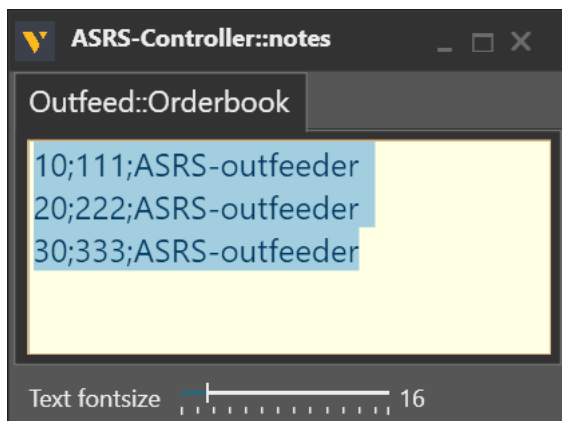 ASRS-Controller::notes
Outfeed::Orderbook
10;111;ASRS-outfeeder
20;222;ASRS-outfeeder
30;333;ASRS-outfeeder
Text fontsize 16